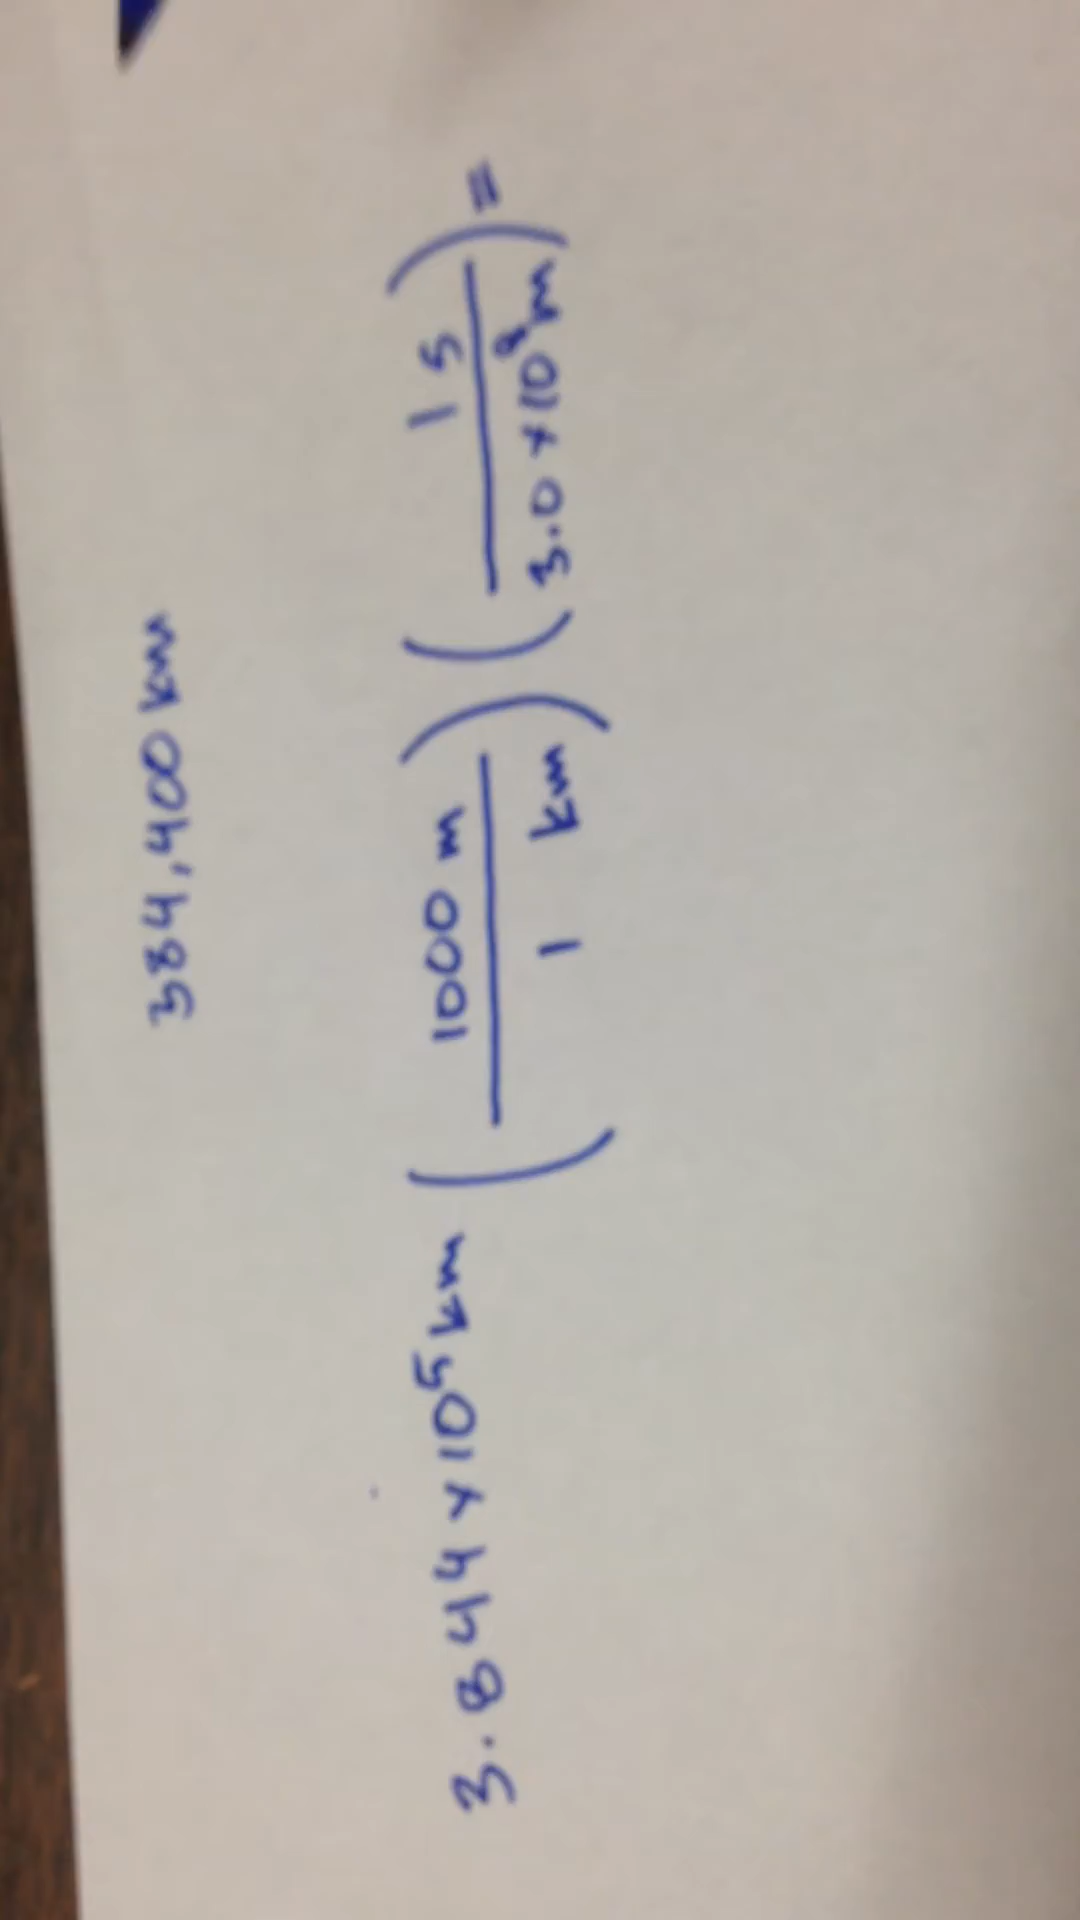 384,400 km
3.844 x 10⁵ km (1000 m / 1 km) (1 s / 3.0 x 10⁸ m) =